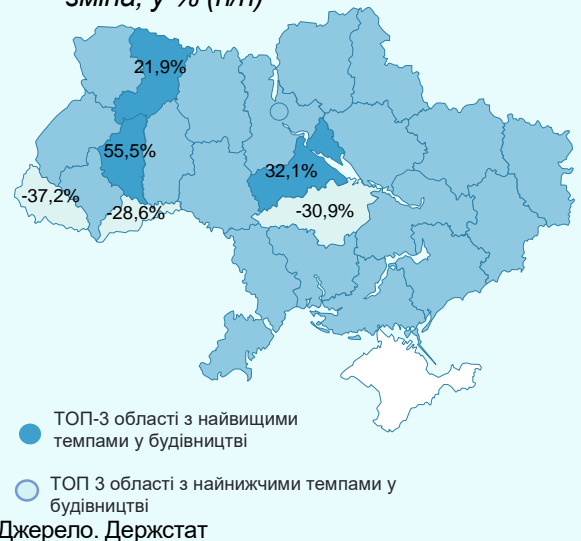 зміна, у % (п/п)
21,9%
55,5%
32,1%
-37,2%
-28,6%
-30,9%
ТОП-3 області з найвищими
темпами у будівництві
ТОП 3 області з найнижчими темпами у
будівництві
Джерело. Держстат